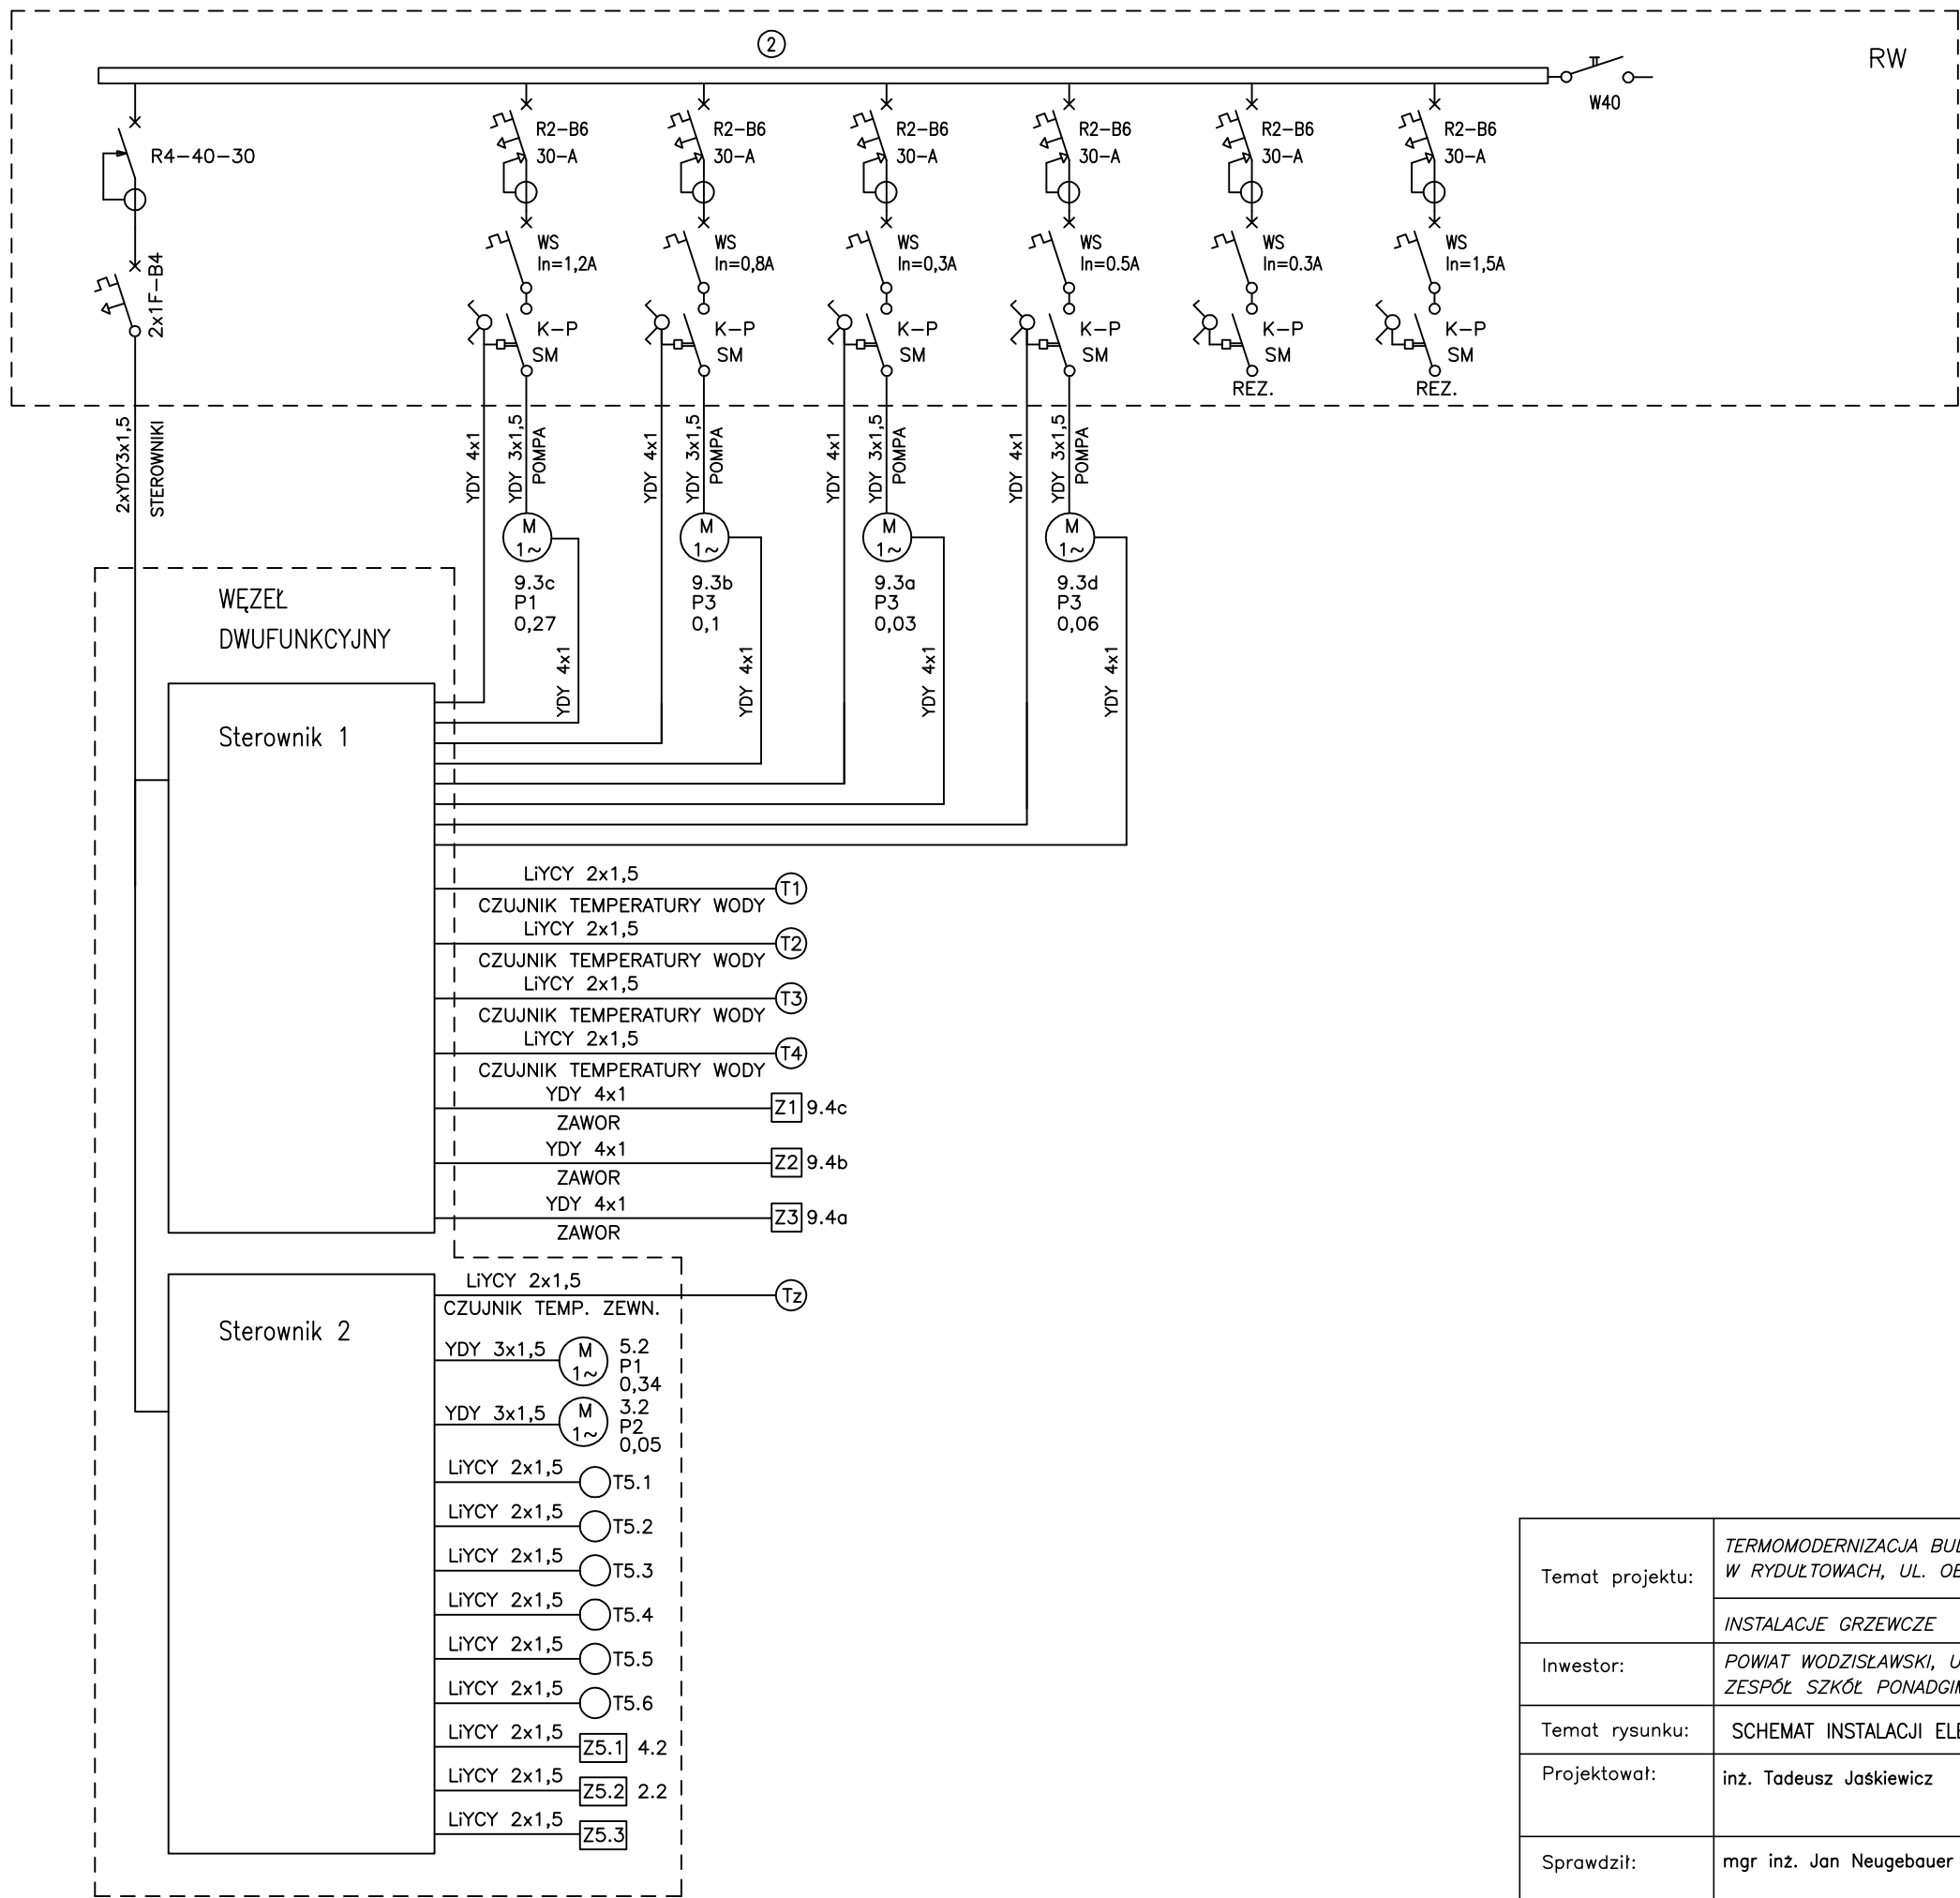 2
RW
W40
R4-40-30
2x1F-B4
R2-B6
30-A
WS
In=1,2A
K-P
SM
R2-B6
30-A
WS
In=0,8A
K-P
SM
R2-B6
30-A
WS
In=0,3A
K-P
SM
R2-B6
30-A
WS
In=0.5A
K-P
SM
R2-B6
30-A
WS
In=0.3A
K-P
SM
REZ.
R2-B6
30-A
WS
In=1,5A
K-P
SM
REZ.
2xYDY3x1,5
STEROWNIKI
YDY 4x1
YDY 3x1,5
POMPA
YDY 4x1
YDY 3x1,5
POMPA
YDY 4x1
YDY 3x1,5
POMPA
YDY 4x1
YDY 3x1,5
POMPA
M
1~
9.3c
P1
0,27
YDY 4x1
M
1~
9.3b
P3
0,1
YDY 4x1
M
1~
9.3a
P3
0,03
YDY 4x1
M
1~
9.3d
P3
0,06
YDY 4x1
WĘZEŁ
DWUFUNKCYJNY
Sterownik 1
LiYCY 2x1,5
T1
CZUJNIK TEMPERATURY WODY
LiYCY 2x1,5
T2
CZUJNIK TEMPERATURY WODY
LiYCY 2x1,5
T3
CZUJNIK TEMPERATURY WODY
LiYCY 2x1,5
T4
CZUJNIK TEMPERATURY WODY
YDY 4x1
Z1 9.4c
ZAWOR
YDY 4x1
Z2 9.4b
ZAWOR
YDY 4x1
Z3 9.4a
ZAWOR
Sterownik 2
LiYCY 2x1,5
Tz
CZUJNIK TEMP. ZEWN.
YDY 3x1,5
M
1~
5.2
P1
0,34
YDY 3x1,5
M
1~
3.2
P2
0,05
LiYCY 2x1,5
T5.1
LiYCY 2x1,5
T5.2
LiYCY 2x1,5
T5.3
LiYCY 2x1,5
T5.4
LiYCY 2x1,5
T5.5
LiYCY 2x1,5
T5.6
LiYCY 2x1,5
Z5.1 4.2
LiYCY 2x1,5
Z5.2 2.2
LiYCY 2x1,5
Z5.3
Temat projektu:
TERMOMODERNIZACJA
W RYDUŁTOWACH, UL.
INSTALACJE GRZEWCZE
Inwestor:
POWIAT WODZISŁAWSKI,
ZESPÓŁ SZKÓŁ
Temat rysunku:
SCHEMAT INSTALACJI
Projektował:
inż. Tadeusz Jaśkiewicz
Sprawdził:
mgr inż. Jan Neugebauer